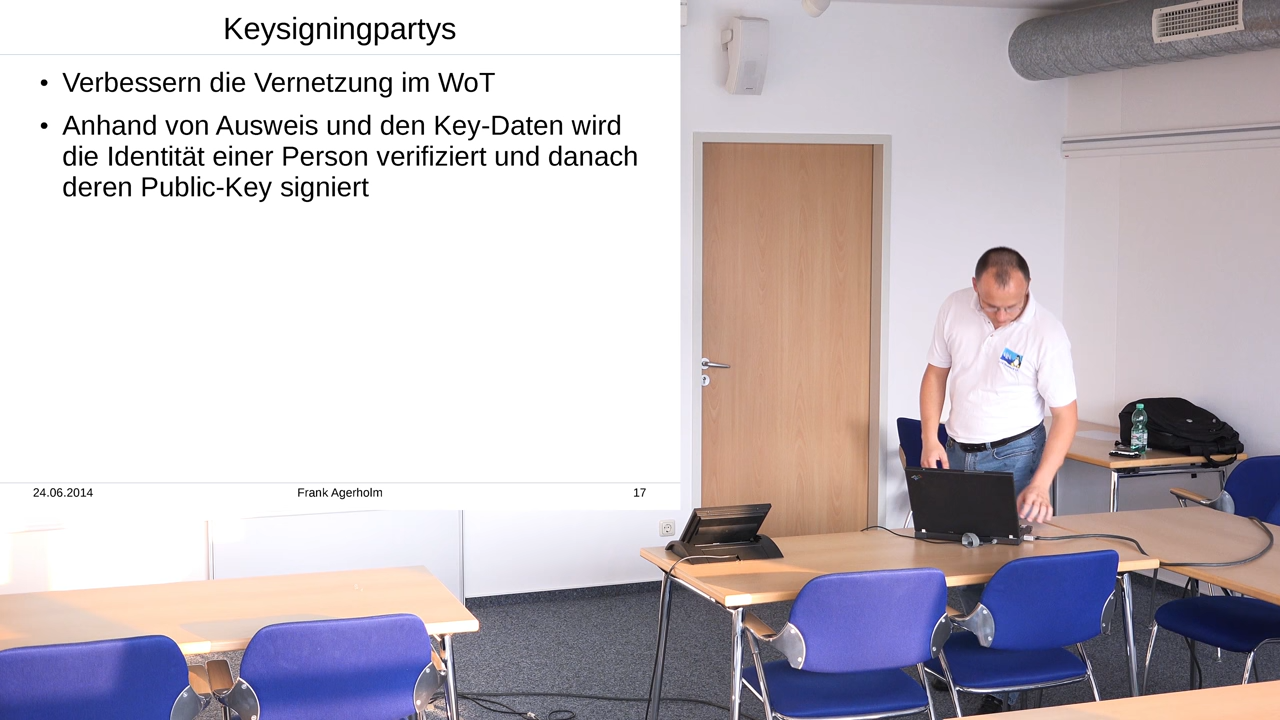 Keysigningpartys
• Verbessern die Vernetzung im WoT
• Anhand von Ausweis und den Key-Daten wird
die Identität einer Person verifiziert und danach
deren Public-Key signiert
24.06.2014 Frank Agerholm 17